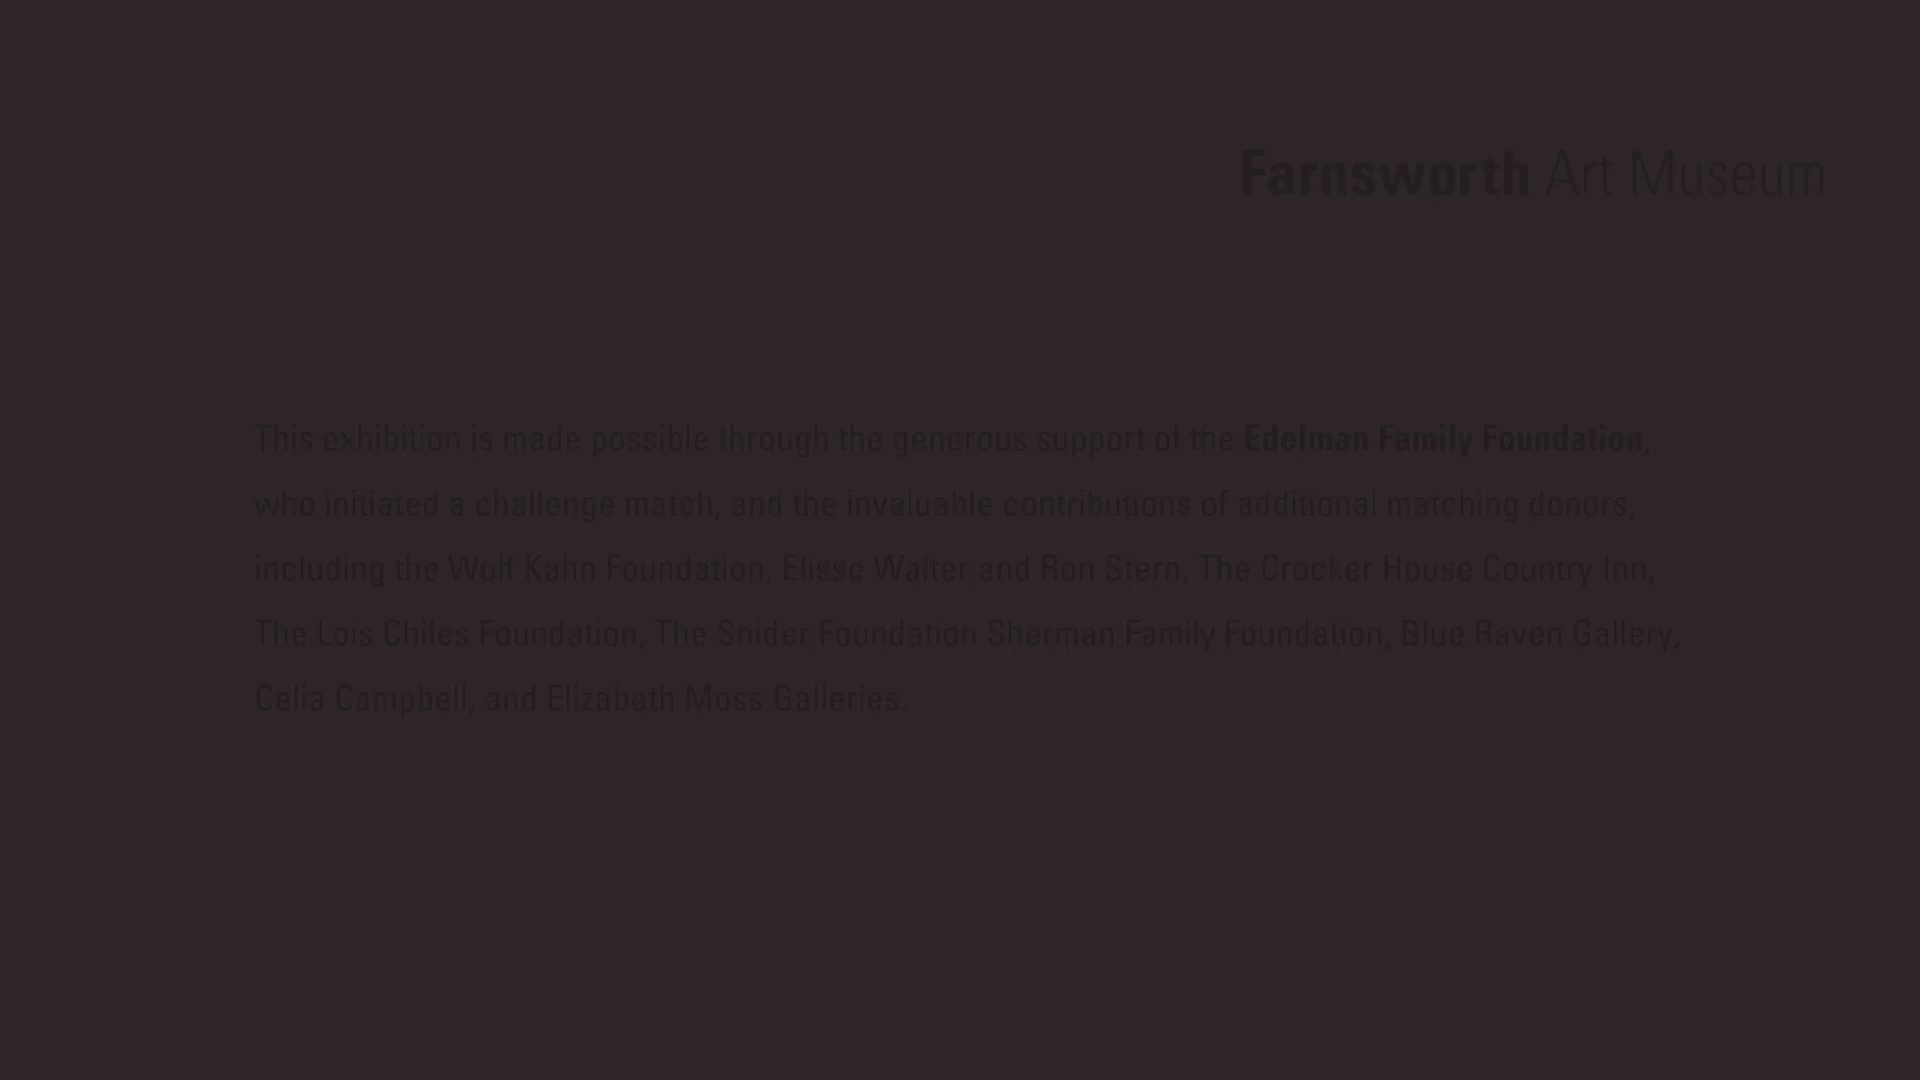 Farnsworth Art Museum
This exhibition is made possible through the generous support of the Edelman Family Foundation,
who initiated a challenge match, and the invaluable contributions of additional matching donors,
including the Wolf Kahn Foundation, Elisse Walter and Ron Stern, The Crocker House Country Inn,
The Lois Chiles Foundation, The Snider Foundation Sherman Family Foundation, Blue Raven Gallery,
Celia Campbell, and Elizabeth Moss Galleries.